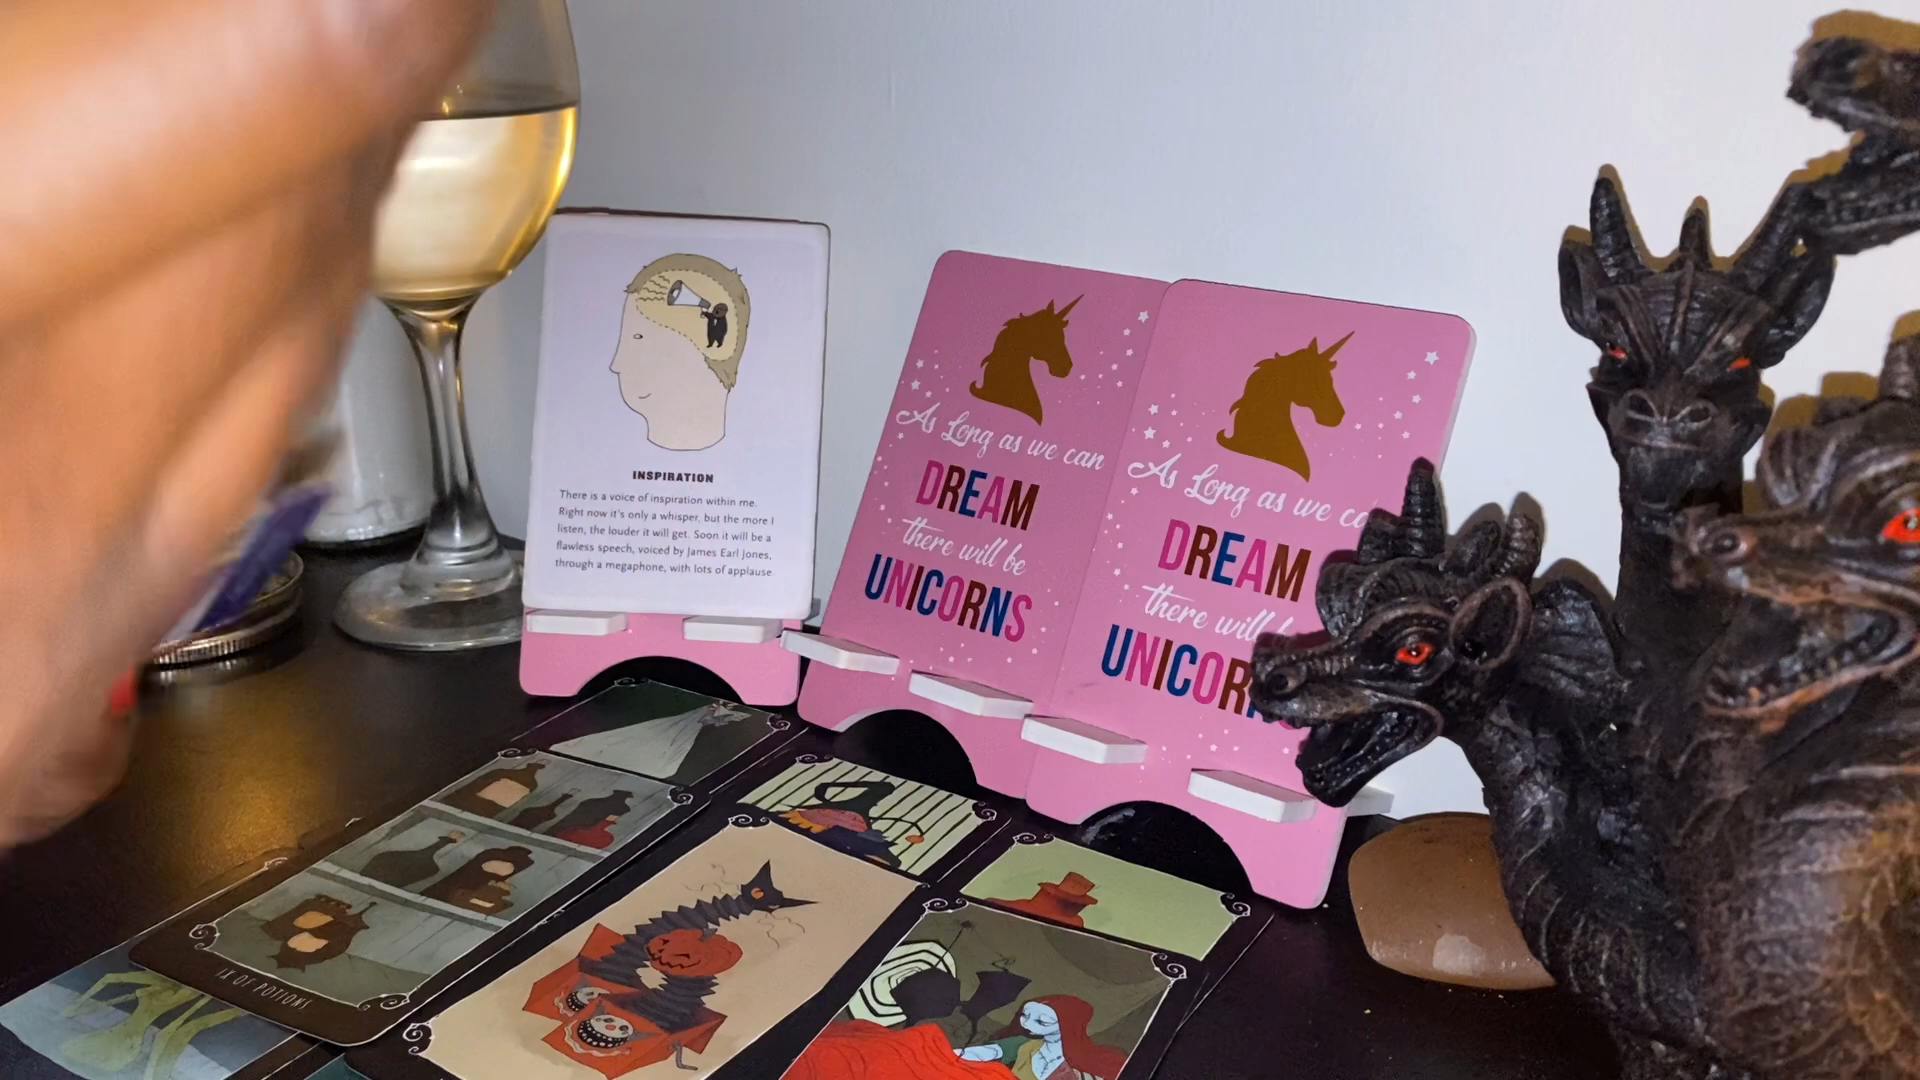 INSPIRATION
There is a voice of inspiration within me.
Right now it's only a whisper, but the more I
listen, the louder it will get. Soon it will be a
flawless speech, voiced by James Earl Jones,
through a megaphone, with lots of applause.
As Long as we can
DREAM
there will be
UNICORNS
As Long as we
DREAM
there will
UNICOR
IX OF POTIONS